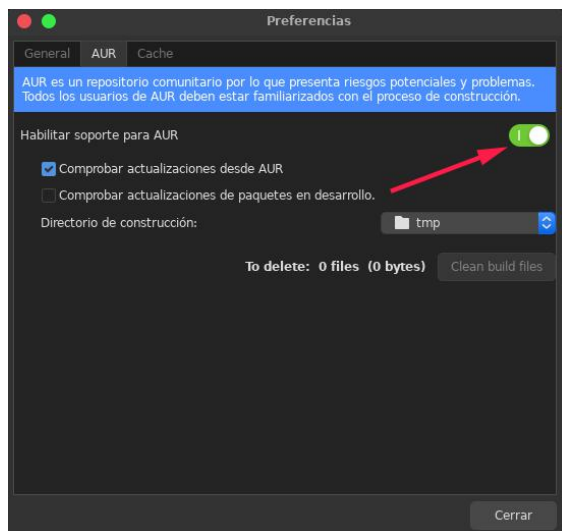 Preferencias
General AUR Cache
AUR es un repositorio comunitario por lo que presenta riesgos potenciales y problemas.
Todos los usuarios de AUR deben estar familiarizados con el proceso de construcción.
Habilitar soporte para AUR
Comprobar actualizaciones desde AUR
Comprobar actualizaciones de paquetes en desarrollo.
Directorio de construcción: tmp
To delete: 0 files (0 bytes) Clean build files
Cerrar